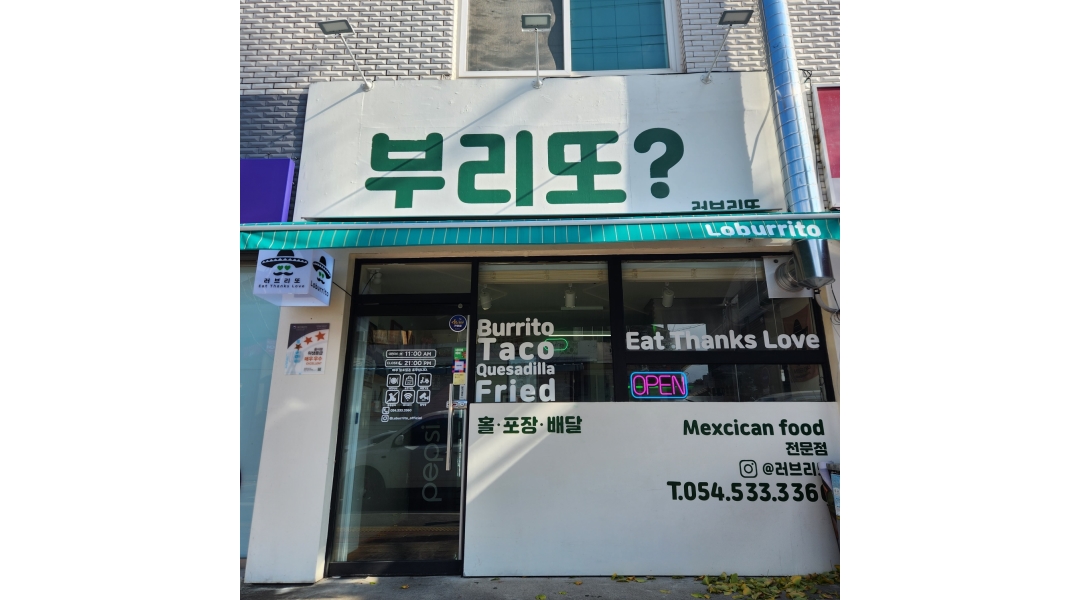 부리또?
러브리또
Loburrito
러브리또
Eat Thanks Love
Loburrito
11:00 AM
21:00 PM
pepsi
Burrito
Taco
Quesadilla
Fried
Eat Thanks Love
OPEN
홀·포장·배달
Mexcican food
전문점
@러브리
T.054.533.336